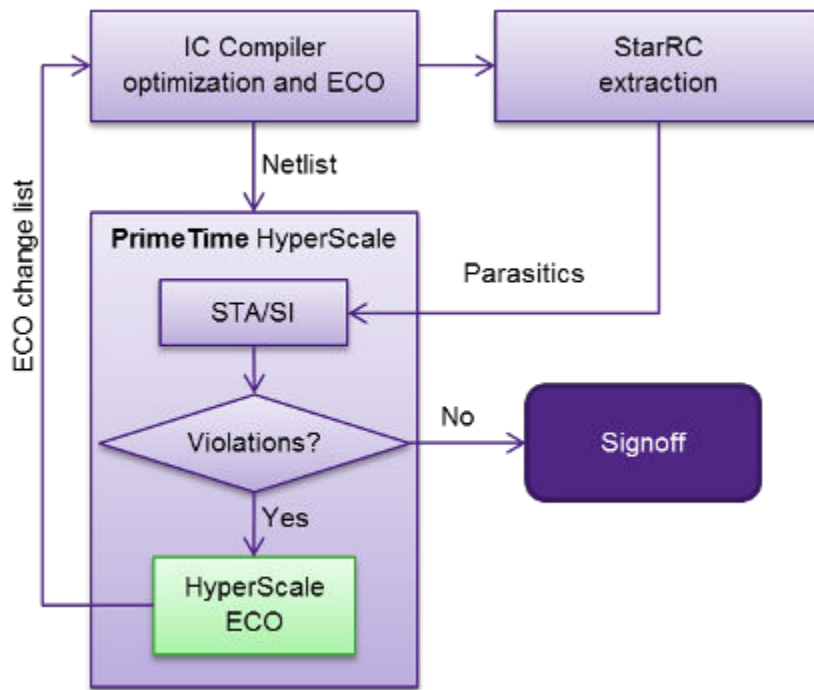 IC Compiler
optimization and ECO
StarRC
extraction
Netlist
ECO change list
PrimeTime HyperScale
Parasitics
STA/SI
Violations?
No
Signoff
Yes
HyperScale
ECO